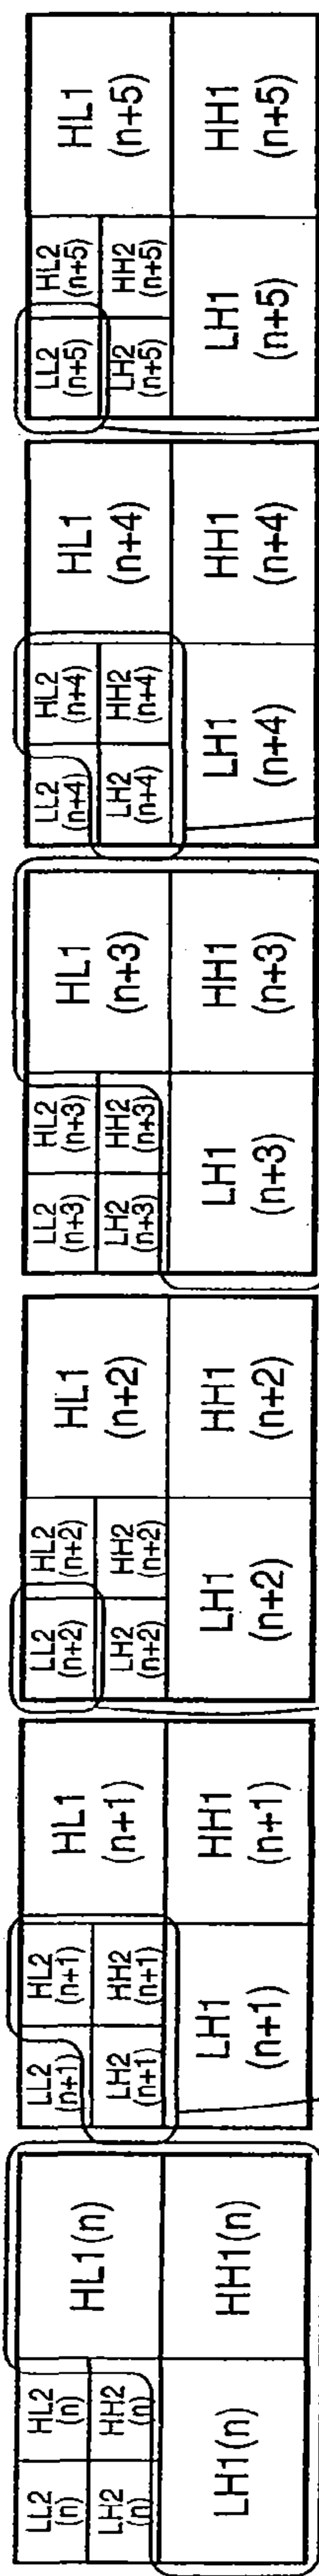 LL2
(n)
HL2
(n)
HL1(n)
LH2
(n)
HH2
(n)
LH1(n)
HH1(n)
LL2
(n+1)
HL2
(n+1)
HL1
(n+1)
LH2
(n+1)
HH2
(n+1)
LH1
(n+1)
HH1
(n+1)
LL2
(n+2)
HL2
(n+2)
HL1
(n+2)
LH2
(n+2)
HH2
(n+2)
LH1
(n+2)
HH1
(n+2)
LL2
(n+3)
HL2
(n+3)
HL1
(n+3)
LH2
(n+3)
HH2
(n+3)
LH1
(n+3)
HH1
(n+3)
LL2
(n+4)
HL2
(n+4)
HL1
(n+4)
LH2
(n+4)
HH2
(n+4)
LH1
(n+4)
HH1
(n+4)
LL2
(n+5)
HL2
(n+5)
HL1
(n+5)
LH2
(n+5)
HH2
(n+5)
LH1
(n+5)
HH1
(n+5)